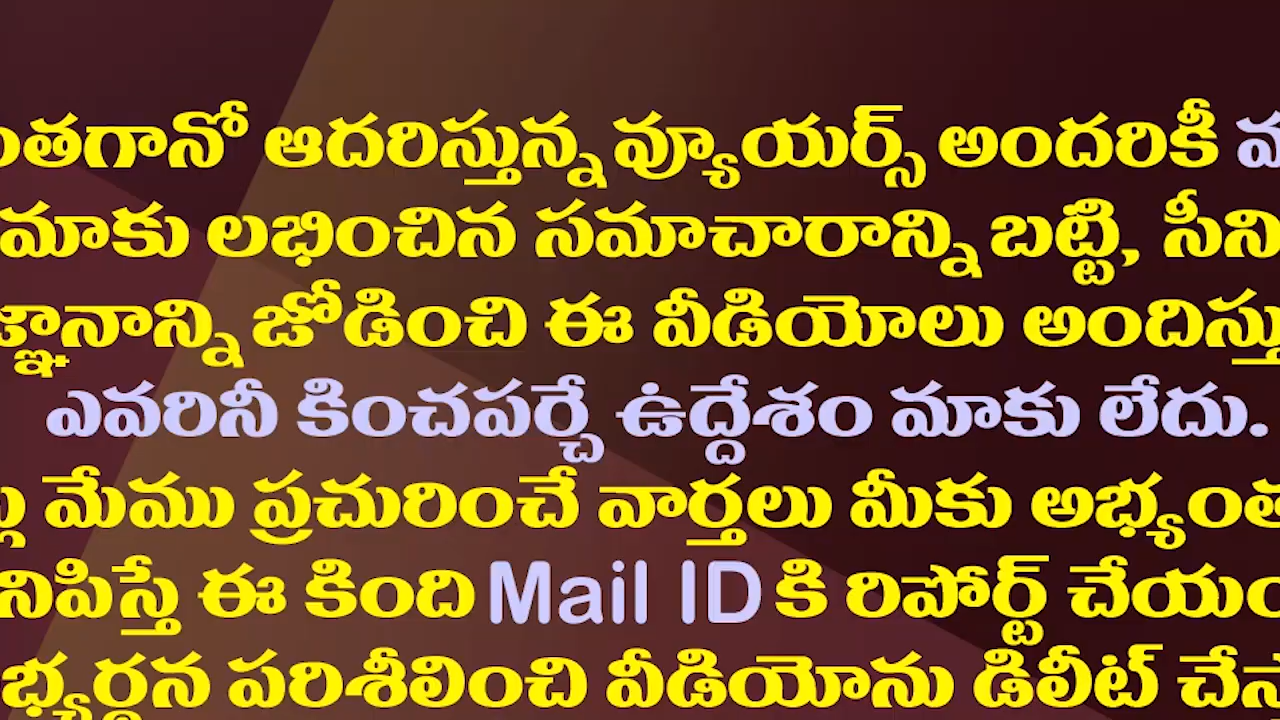 ంతగానో ఆదరిస్తున్న వ్యూయర్స్ అందరికీ
మాకు లభించిన సమాచారాన్ని బట్టి, సీని
జ్ఞానాన్ని జోడించి ఈ వీడియోలు అందిస్తు
ఎవరినీ కించపర్చే ఉద్దేశం మాకు లేదు.
మేము ప్రచురించే వార్తలు మీకు అభ్యంత
నిపిస్తే ఈ కింది Mail ID కి రిపోర్ట్ చేయం
భ్యర్థన పరిశీలించి వీడియోను డిలీట్ చేస